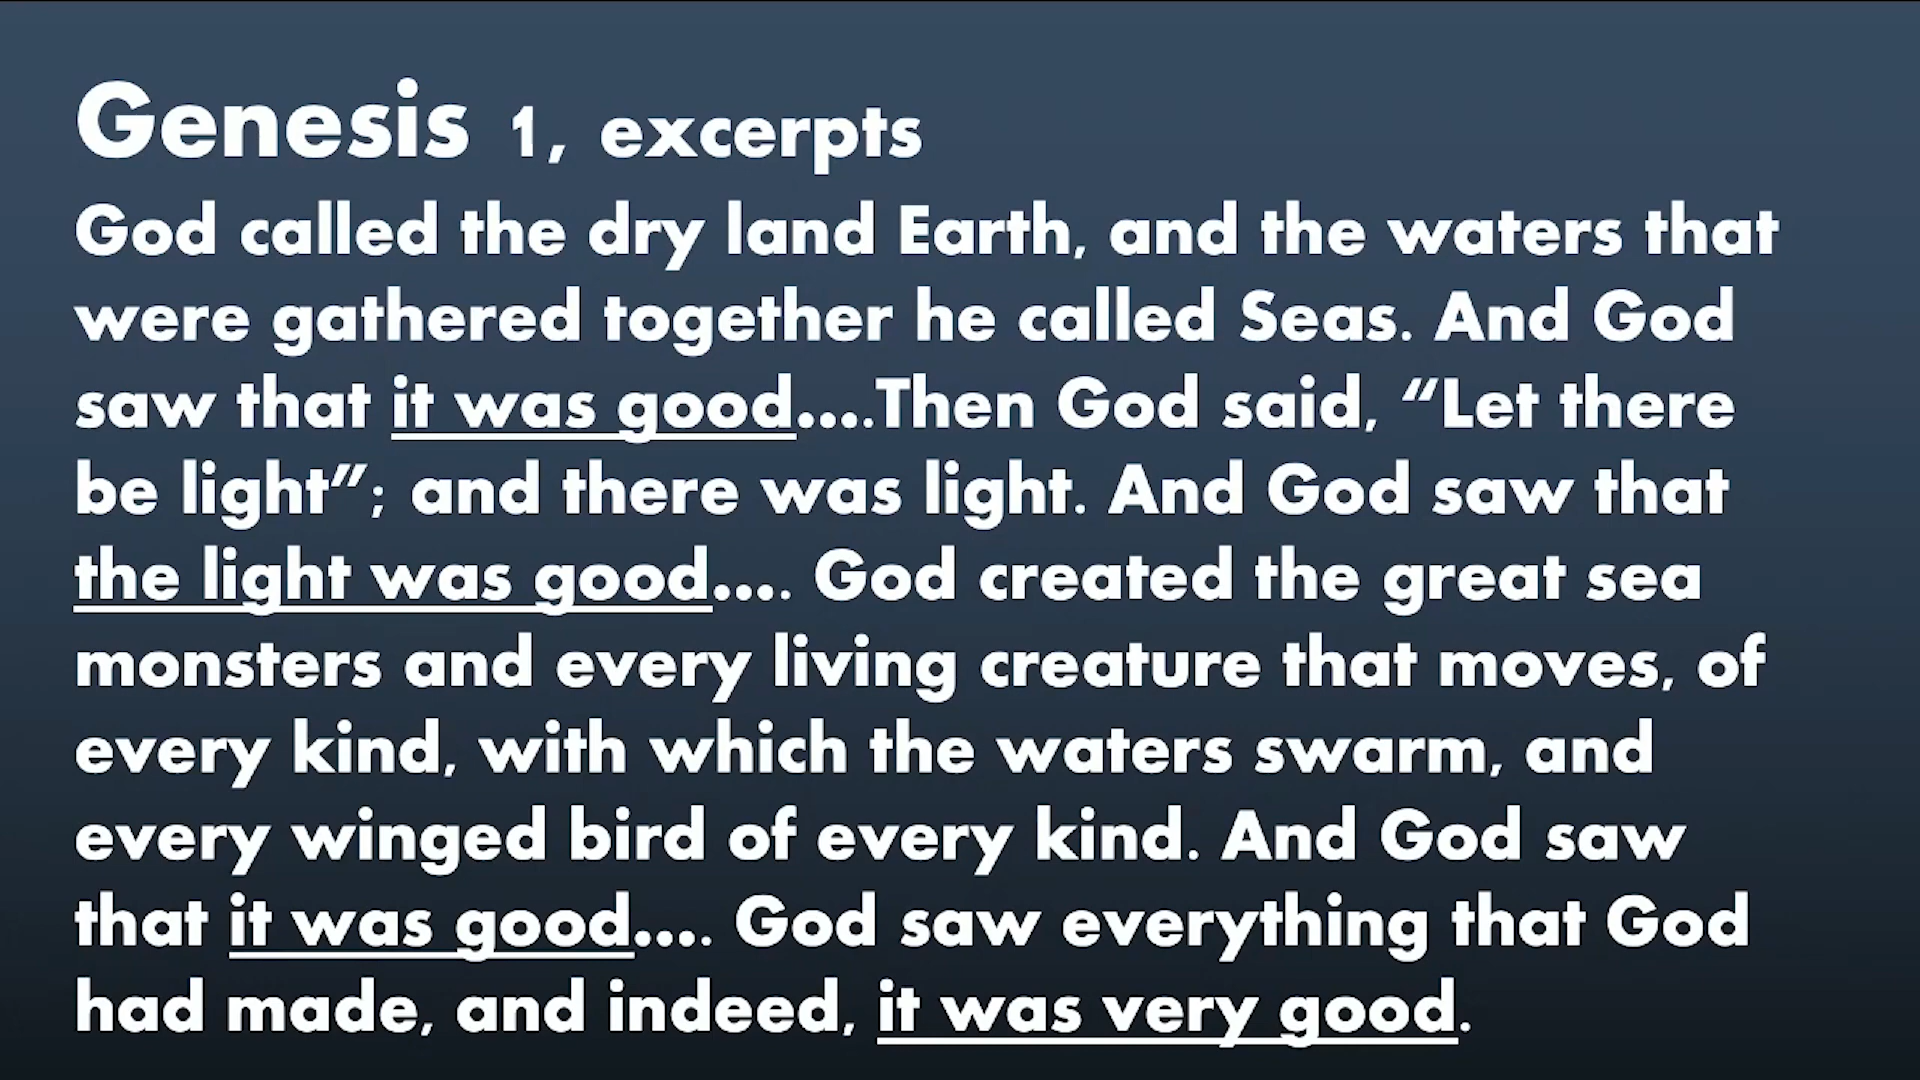 Genesis 1, excerpts
God called the dry land Earth, and the waters that
were gathered together he called Seas. And God
saw that it was good....Then God said, “Let there
be light”; and there was light. And God saw that
the light was good.... God created the great sea
monsters and every living creature that moves, of
every kind, with which the waters swarm, and
every winged bird of every kind. And God saw
that it was good.... God saw everything that God
had made, and indeed, it was very good.